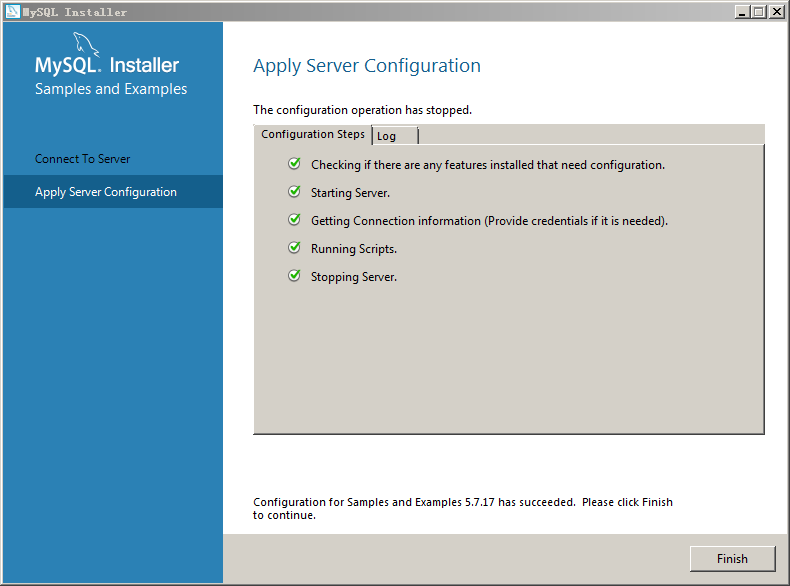 MySQL Installer
MySQL. Installer
Samples and Examples
Connect To Server
Apply Server Configuration
Apply Server Configuration
The configuration operation has stopped.
Configuration Steps
Log
Checking if there are any features installed that need configuration.
Starting Server.
Getting Connection information (Provide credentials if it is needed).
Running Scripts.
Stopping Server.
Configuration for Samples and Examples 5.7.17 has succeeded. Please click Finish
to continue.
Finish